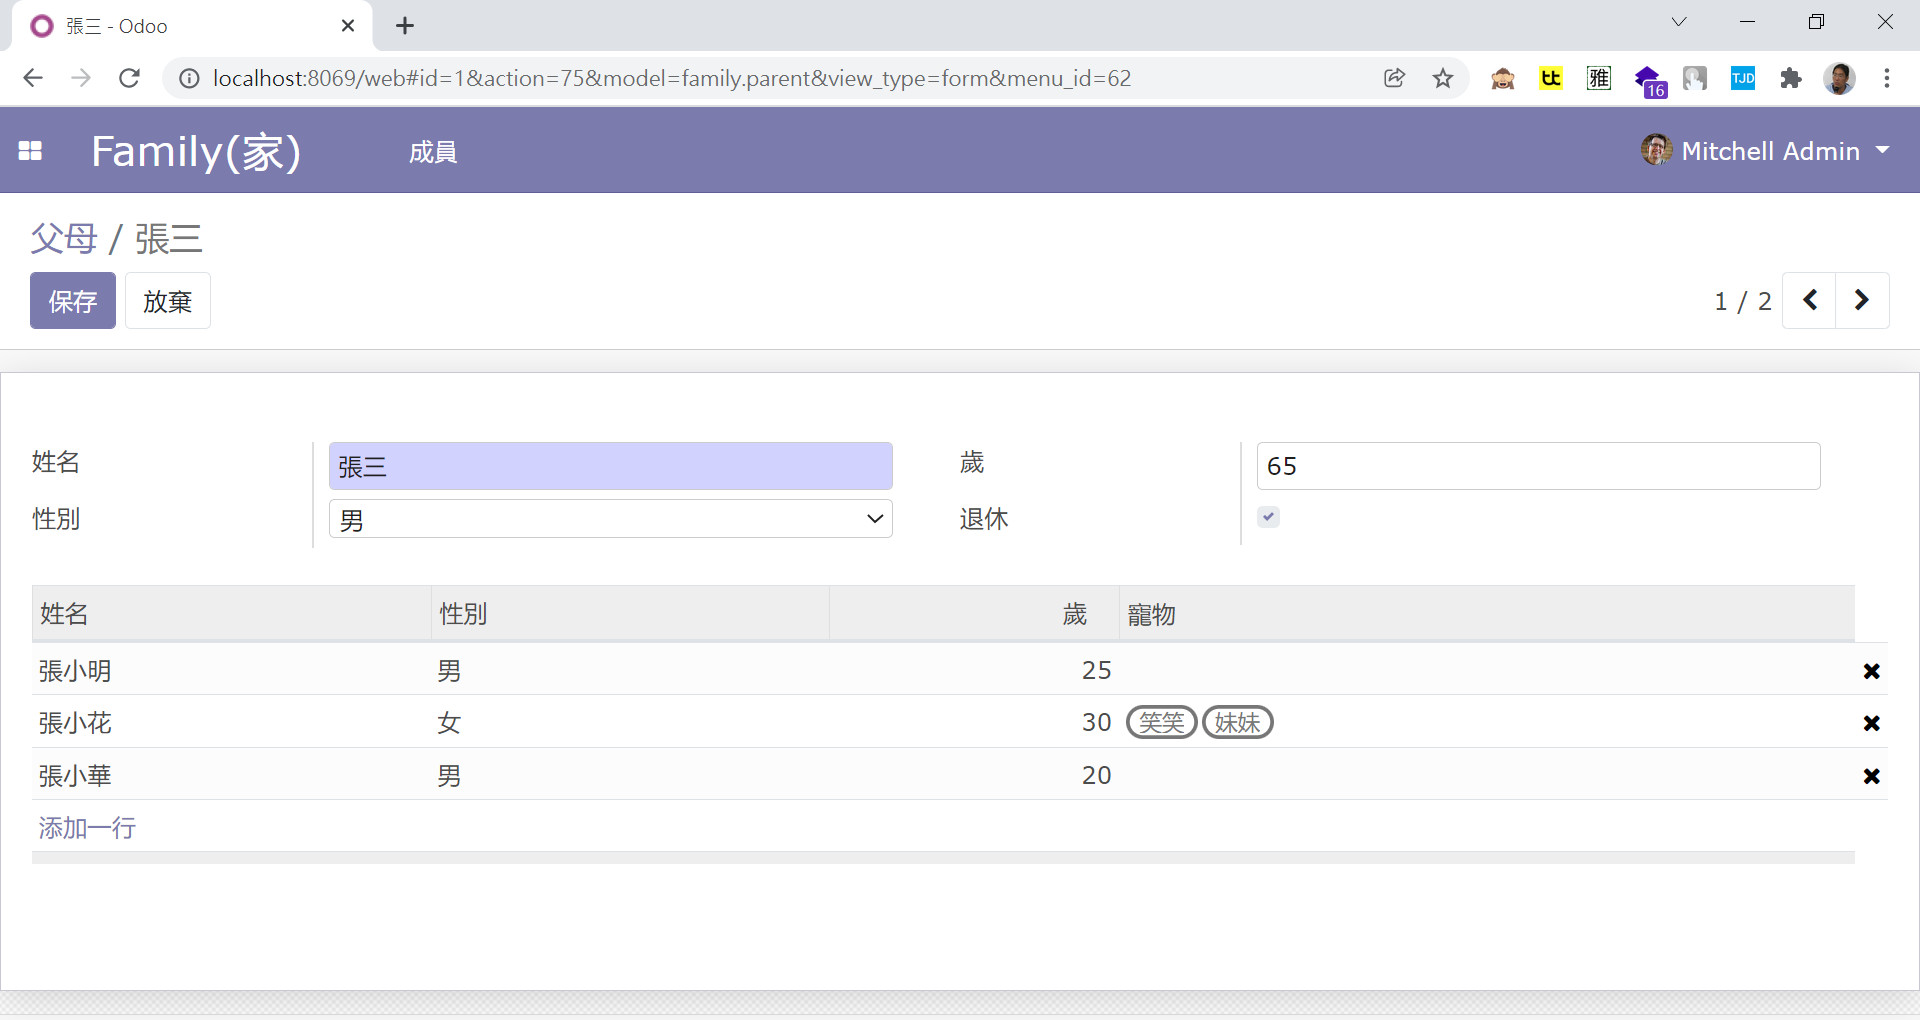 張三 - Odoo
localhost:8069/web#id=1&action=75&model=family.parent&view_type=form&menu_id=62
tt
雅
16
TJD
Family(家)
成員
Mitchell Admin
父母 / 張三
保存
放棄
1 / 2
姓名
張三
歲
65
性別
男
退休
姓名
性別
歲
寵物
張小明
男
25
張小花
女
30
笑笑
妹妹
張小華
男
20
添加一行